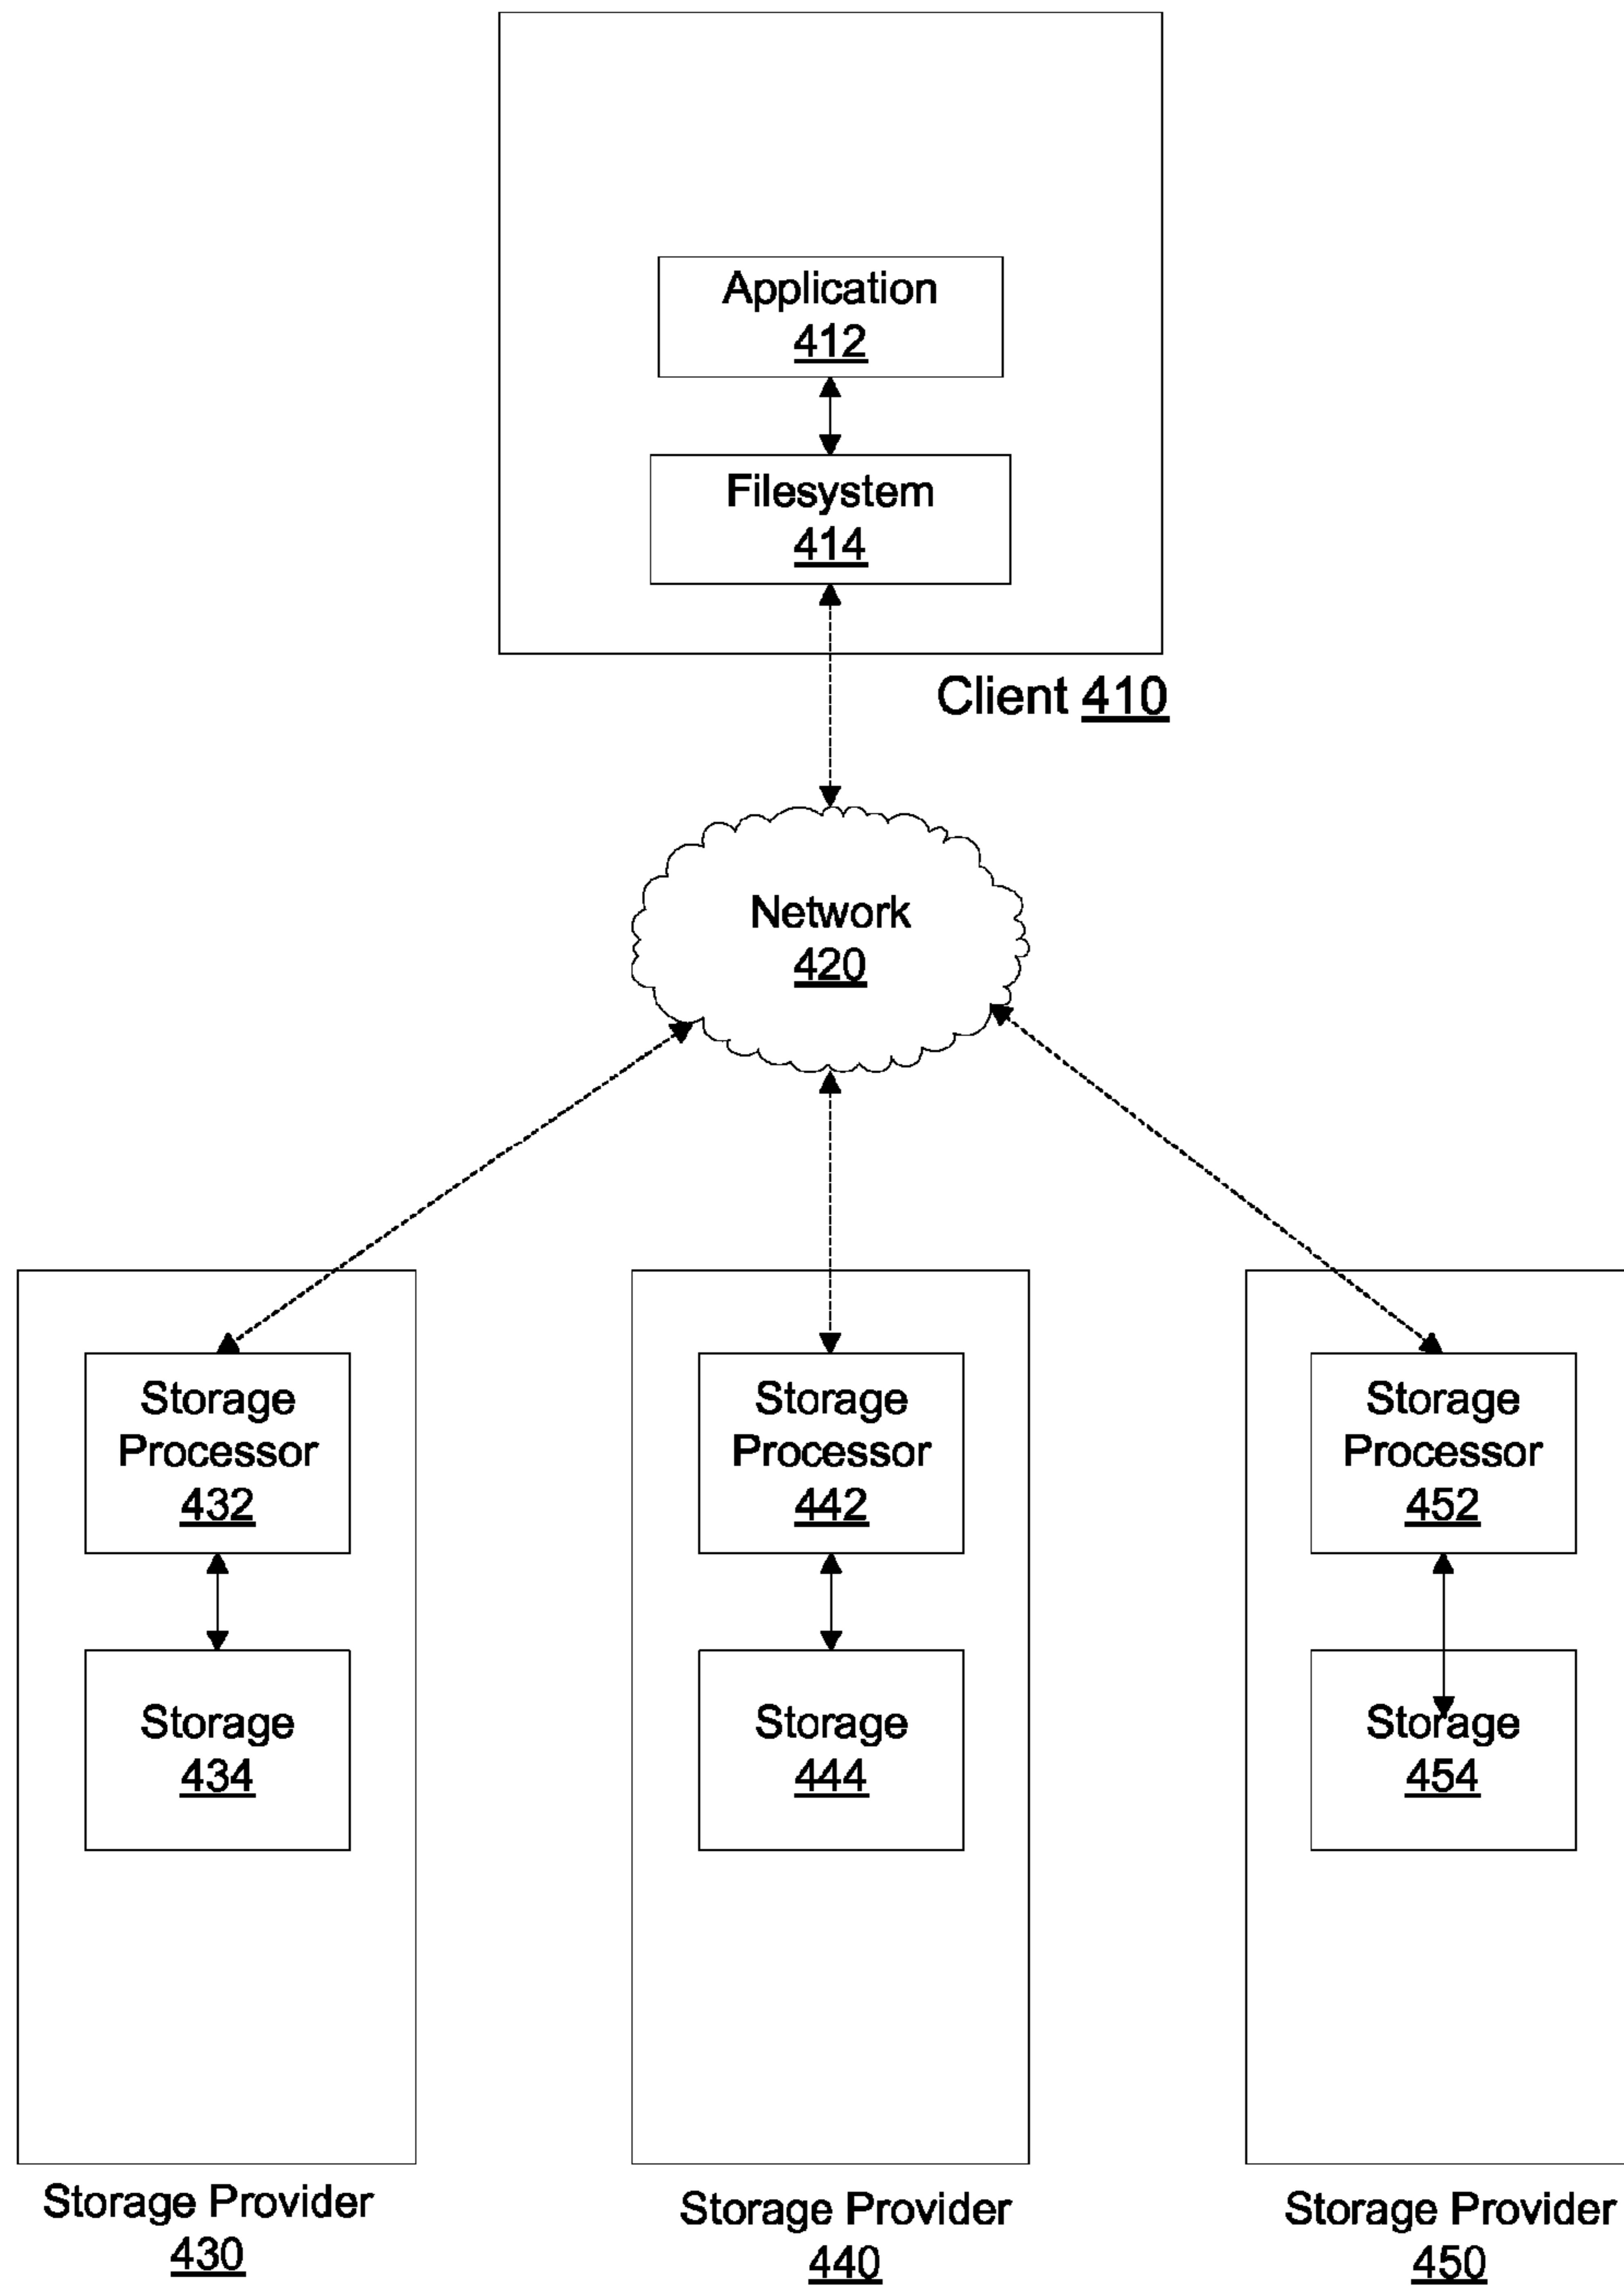 Application
412
Filesystem
414
Client 410
Network
420
Storage
Processor
432
Storage
Processor
442
Storage
Processor
452
Storage
434
Storage
444
Storage
454
Storage Provider
430
Storage Provider
440
Storage Provider
450